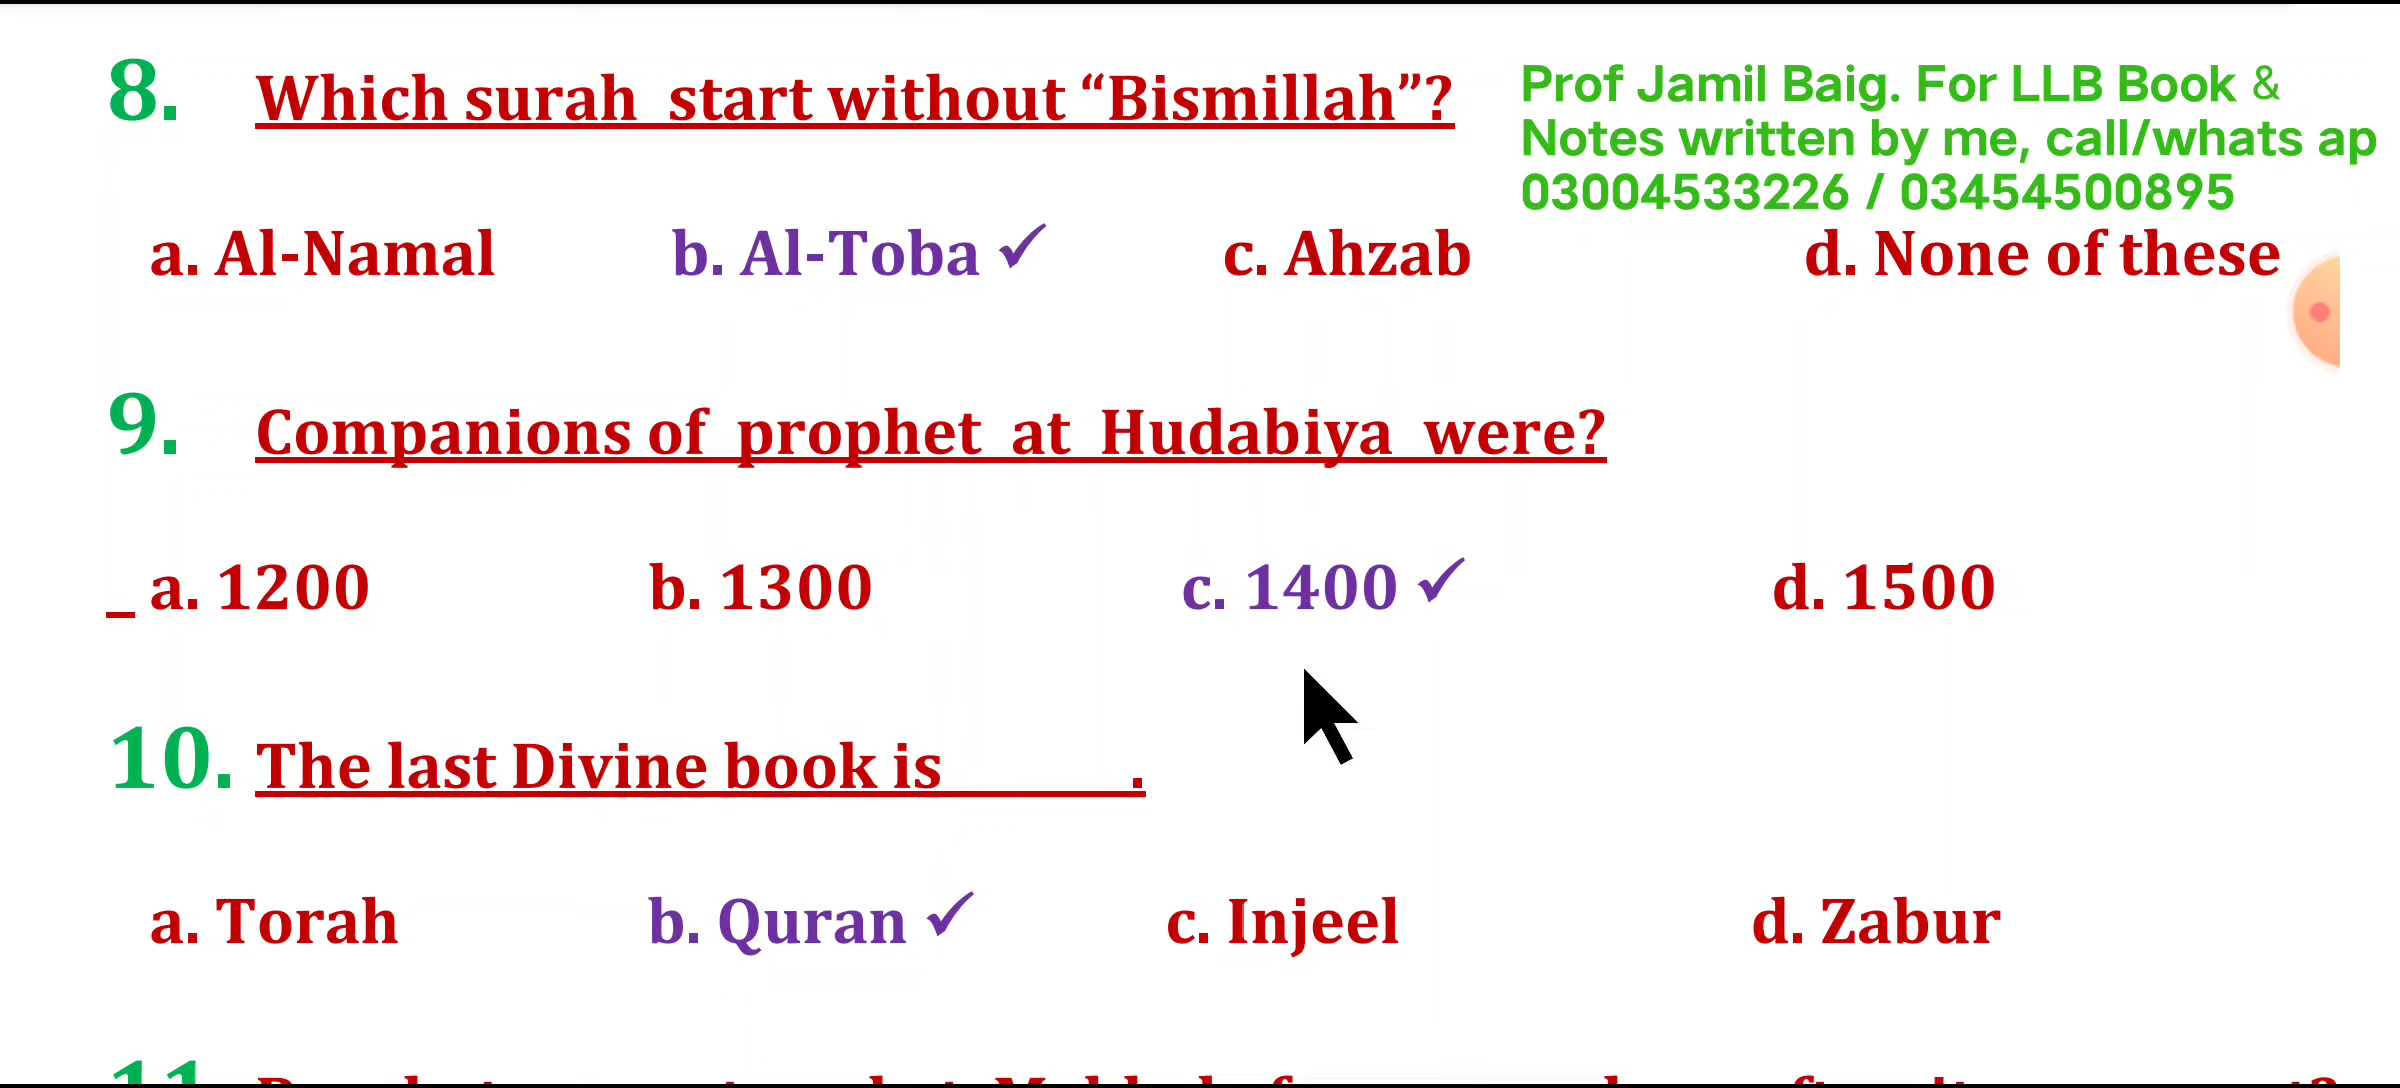 8. Which surah start without “Bismillah”?
Prof Jamil Baig. For LLB Book &
Notes written by me, call/whats ap
03004533226 / 03454500895
a. Al-Namal b. Al-Toba ✓ c. Ahzab d. None of these
9. Companions of prophet at Hudabiya were?
_ a. 1200 b. 1300 c. 1400 ✓ d. 1500
10. The last Divine book is ______.
a. Torah b. Quran ✓ c. Injeel d. Zabur
11.